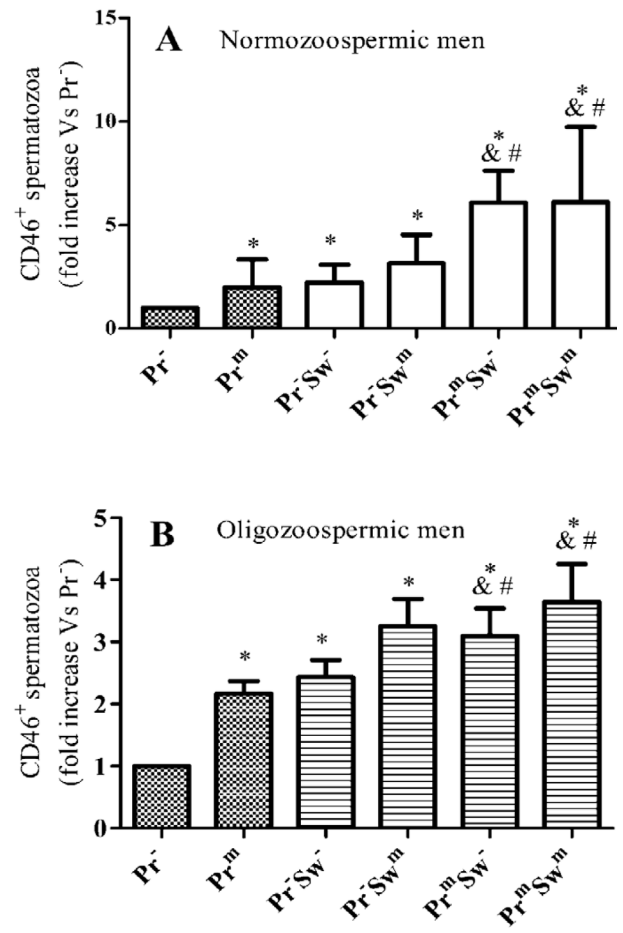 A Normozoospermic men
CD46⁺ spermatozoa
(fold increase Vs Pr⁻)
15
10
5
0
*
*
*
*
& #
*
& #
Pr⁻
Prᵐ
Pr⁻Sw⁻
Pr⁻Swᵐ
PrᵐSw⁻
PrᵐSwᵐ
B Oligozoospermic men
CD46⁺ spermatozoa
(fold increase Vs Pr⁻)
5
4
3
2
1
0
*
*
*
*
& #
*
& #
Pr⁻
Prᵐ
Pr⁻Sw⁻
Pr⁻Swᵐ
PrᵐSw⁻
PrᵐSwᵐ